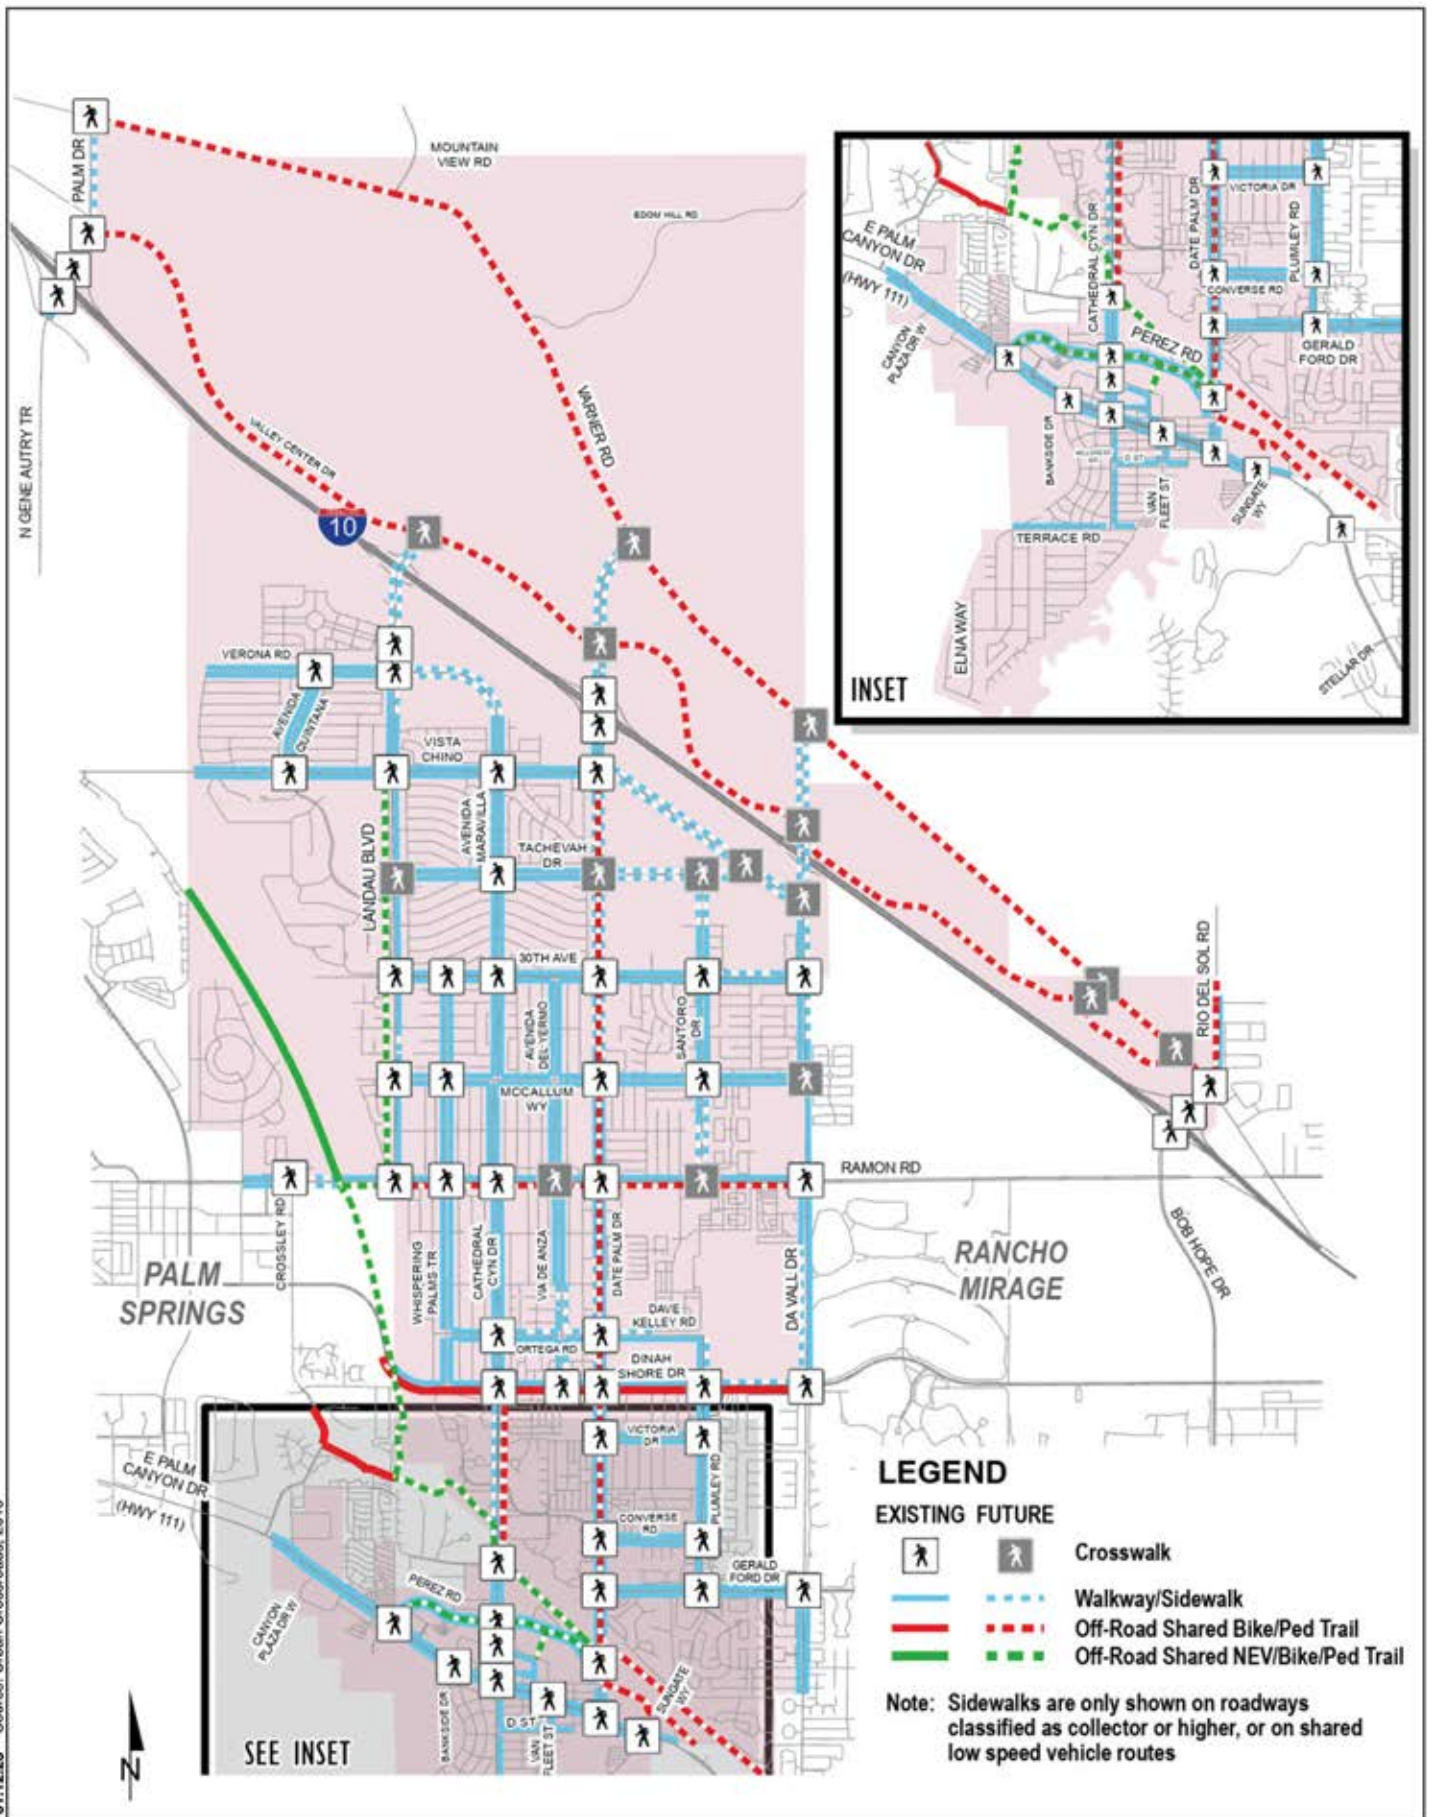 MOUNTAIN
VIEW RD
PALM DR
EDOM HILL RD
VARNER RD
N GENE AUTRY TR
VALLEY CENTER DR
10
VERONA RD
AVENIDA
QUINTANA
VISTA
CHINO
LANDAU BLVD
AVENIDA
MARAVILLA
TACHEVAH
DR
30TH AVE
AVENIDA
DEL YERMO
SANTORO
DR
RIO DEL SOL RD
MCCALLUM
WY
RAMON RD
CROSSLEY RD
PALM
SPRINGS
WHISPERING
PALMS TR
CATHEDRAL
CYN DR
VIA DE ANZA
DATE PALM DR
DA VALL DR
RANCHO
MIRAGE
BOB HOPE DR
DAVE
KELLEY RD
ORTEGA RD
DINAH
SHORE DR
E PALM
CANYON DR
(HWY 111)
VICTORIA
DR
PLUMLEY RD
CONVERSE
RD
GERALD
FORD DR
PEREZ RD
CANYON
PLAZA DR W
BANKSIDE DR
D ST
VAN
FLEET ST
SUNGATE
WY
SEE INSET
N
E PALM
CANYON DR
(HWY 111)
CANYON
PLAZA DR W
CATHEDRAL CYN DR
DATE PALM DR
VICTORIA DR
PLUMLEY RD
CONVERSE RD
PEREZ RD
GERALD
FORD DR
BANKSIDE DR
D ST
VAN
FLEET ST
SUNGATE
WY
TERRACE RD
ELNA WAY
STELLAR DR
INSET
LEGEND
EXISTING FUTURE
Crosswalk
Walkway/Sidewalk
Off-Road Shared Bike/Ped Trail
Off-Road Shared NEV/Bike/Ped Trail
Note: Sidewalks are only shown on roadways
classified as collector or higher, or on shared
low speed vehicle routes